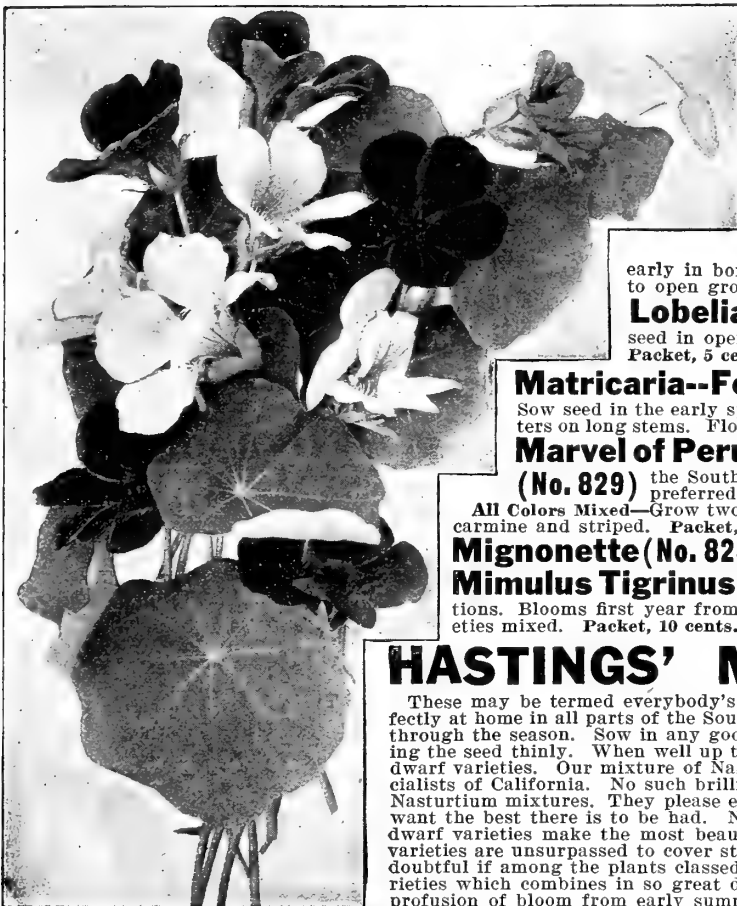 early in bo
to open gro
Lobelia
seed in ope
Packet, 5 ce
Matricaria--Fe
Sow seed in the early s
ters on long stems. Flo
Marvel of Peru
(No. 829) the South
preferred
All Colors Mixed—Grow two
carmine and striped. Packet,
Mignonette (No. 82
Mimulus Tigrinus
tions. Blooms first year from
eties mixed. Packet, 10 cents.
HASTINGS' N
These may be termed everybody's
fectly at home in all parts of the Sou
through the season. Sow in any goo
ing the seed thinly. When well up t
dwarf varieties. Our mixture of Na
cialists of California. No such brilli
Nasturtium mixtures. They please e
want the best there is to be had. N
dwarf varieties make the most beau
varieties are unsurpassed to cover st
doubtful if among the plants classed
rieties which combines in so great d
profusion of bloom from early summ